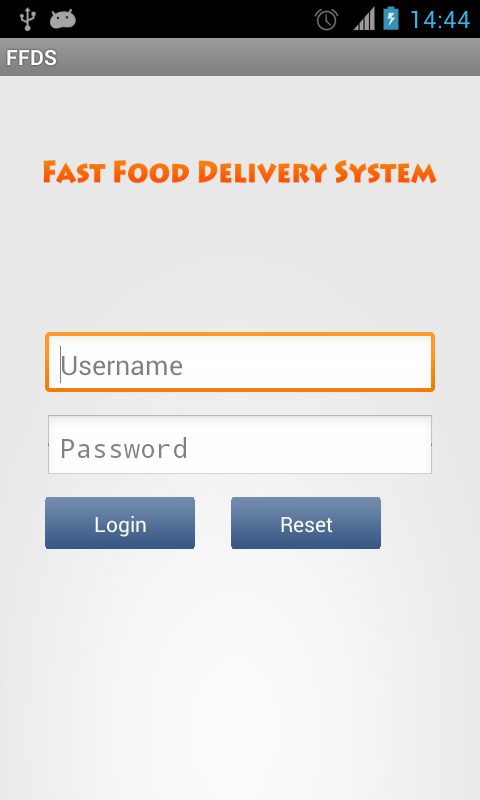 14:44
FFDS
FAST FOOD DELIVERY SYSTEM
Username
Password
Login Reset